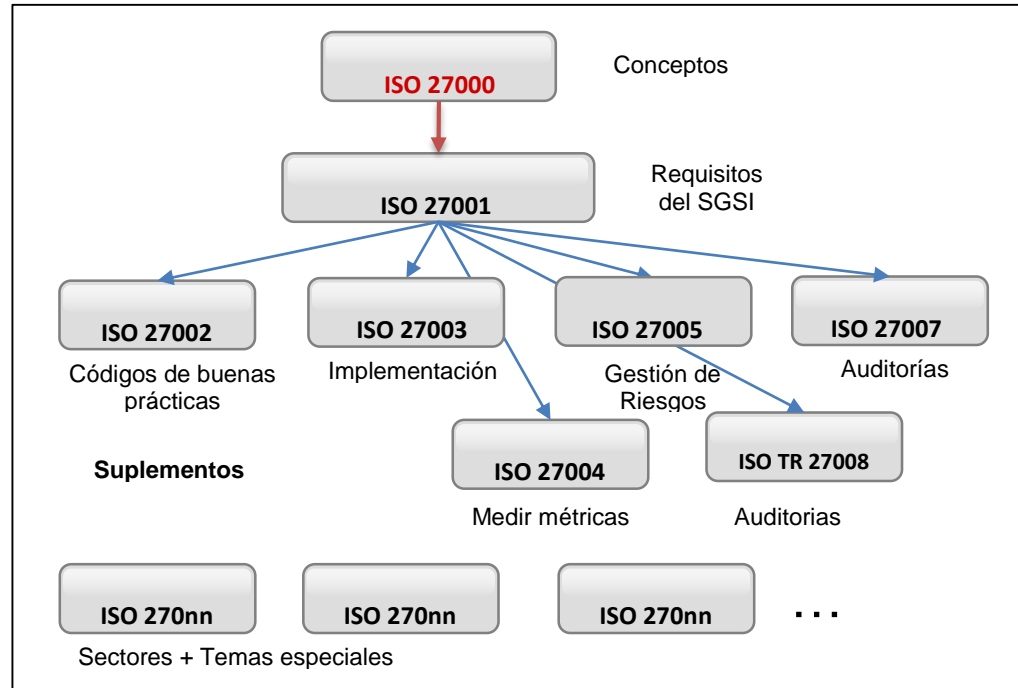 ISO 27000
Conceptos
ISO 27001
Requisitos
del SGSI
ISO 27002
ISO 27003
ISO 27005
ISO 27007
Códigos de buenas
prácticas
Implementación
Gestión de
Riesgos
Auditorías
Suplementos
ISO 27004
ISO TR 27008
Medir métricas
Auditorias
ISO 270nn
ISO 270nn
ISO 270nn
. . .
Sectores + Temas especiales